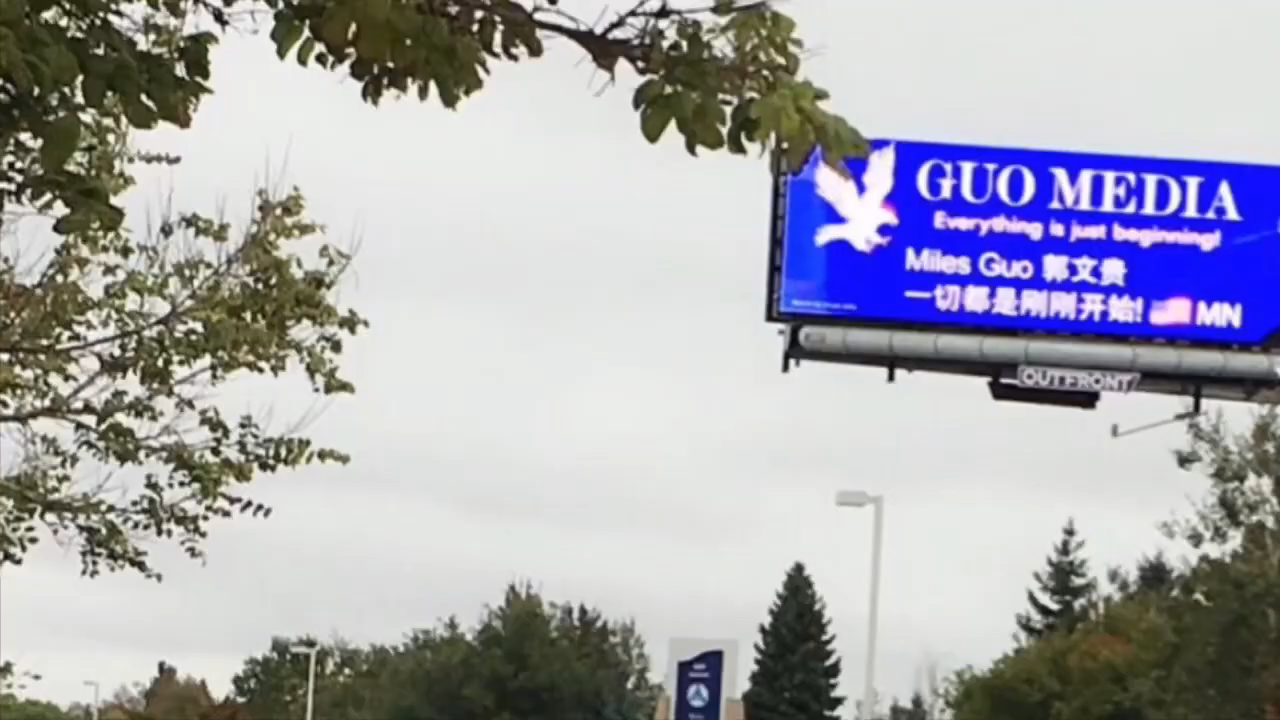 GUO MEDIA
Everything is just beginning!
Miles Guo 郭文贵
一切都是刚刚开始! MN
OUTFRONT